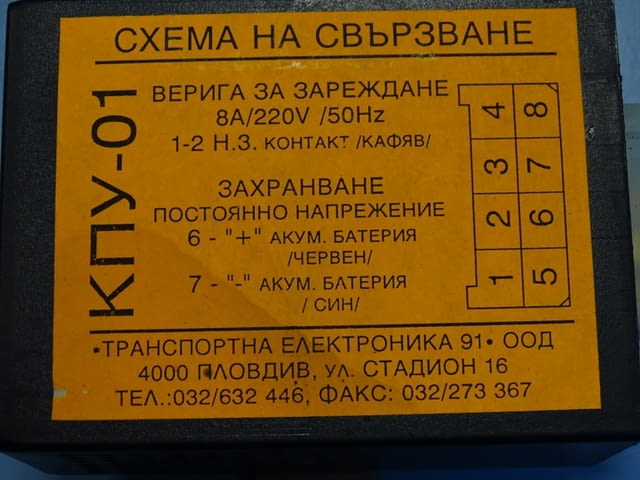 СХЕМА НА СВЪРЗВАНЕ
КПУ-01
ВЕРИГА ЗА ЗАРЕЖДАНЕ
8А/220V /50Hz
1-2 Н.З. КОНТАКТ /КАФЯВ/
ЗАХРАНВАНЕ
ПОСТОЯННО НАПРЕЖЕНИЕ
6 - "+" АКУМ. БАТЕРИЯ
/ЧЕРВЕН/
7 - "-" АКУМ. БАТЕРИЯ
/ СИН/
4 8
3 7
2 6
1 5
•ТРАНСПОРТНА ЕЛЕКТРОНИКА 91• ООД
4000 ПЛОВДИВ, УЛ. СТАДИОН 16
ТЕЛ.:032/632 446, ФАКС: 032/273 367